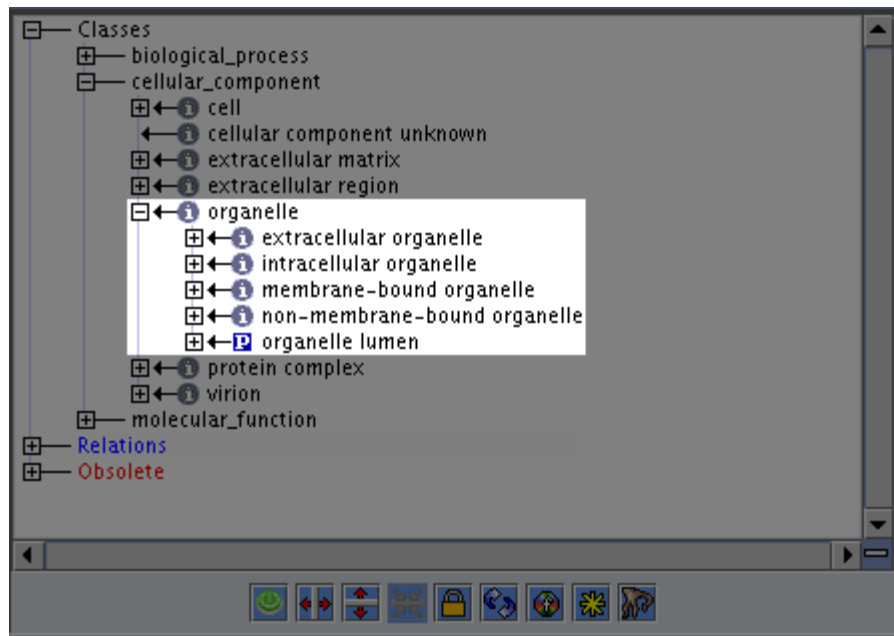 Classes
biological_process
cellular_component
i cell
i cellular component unknown
i extracellular matrix
i extracellular region
i organelle
i extracellular organelle
i intracellular organelle
i membrane-bound organelle
i non-membrane-bound organelle
P organelle lumen
i protein complex
i virion
molecular_function
Relations
Obsolete